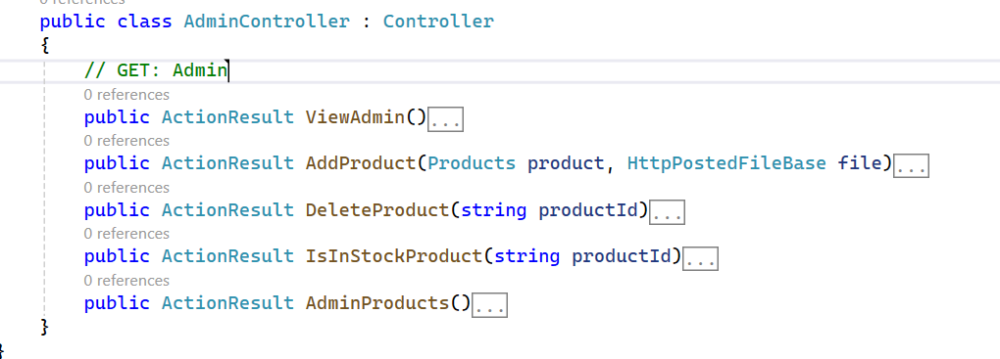 0 references
public class AdminController : Controller
{
// GET: Admin
0 references
public ActionResult ViewAdmin()...
0 references
public ActionResult AddProduct(Products product, HttpPostedFileBase file)...
0 references
public ActionResult DeleteProduct(string productId)...
0 references
public ActionResult IsInStockProduct(string productId)...
0 references
public ActionResult AdminProducts()...
}
}